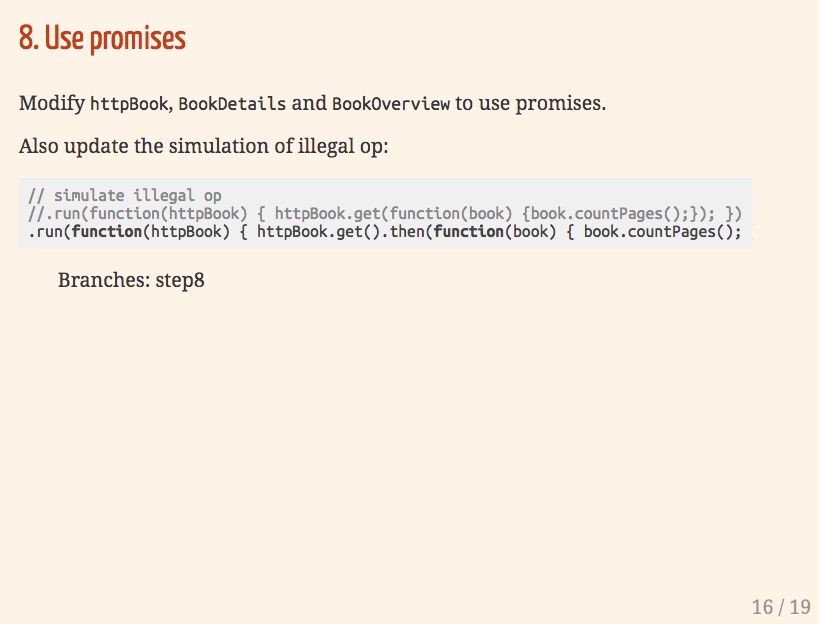 8. Use promises
Modify httpBook, BookDetails and BookOverview to use promises.
Also update the simulation of illegal op:
// simulate illegal op
//.run(function(httpBook) { httpBook.get(function(book) {book.countPages();}); })
.run(function(httpBook) { httpBook.get().then(function(book) { book.countPages();
Branches: step8
16 / 19